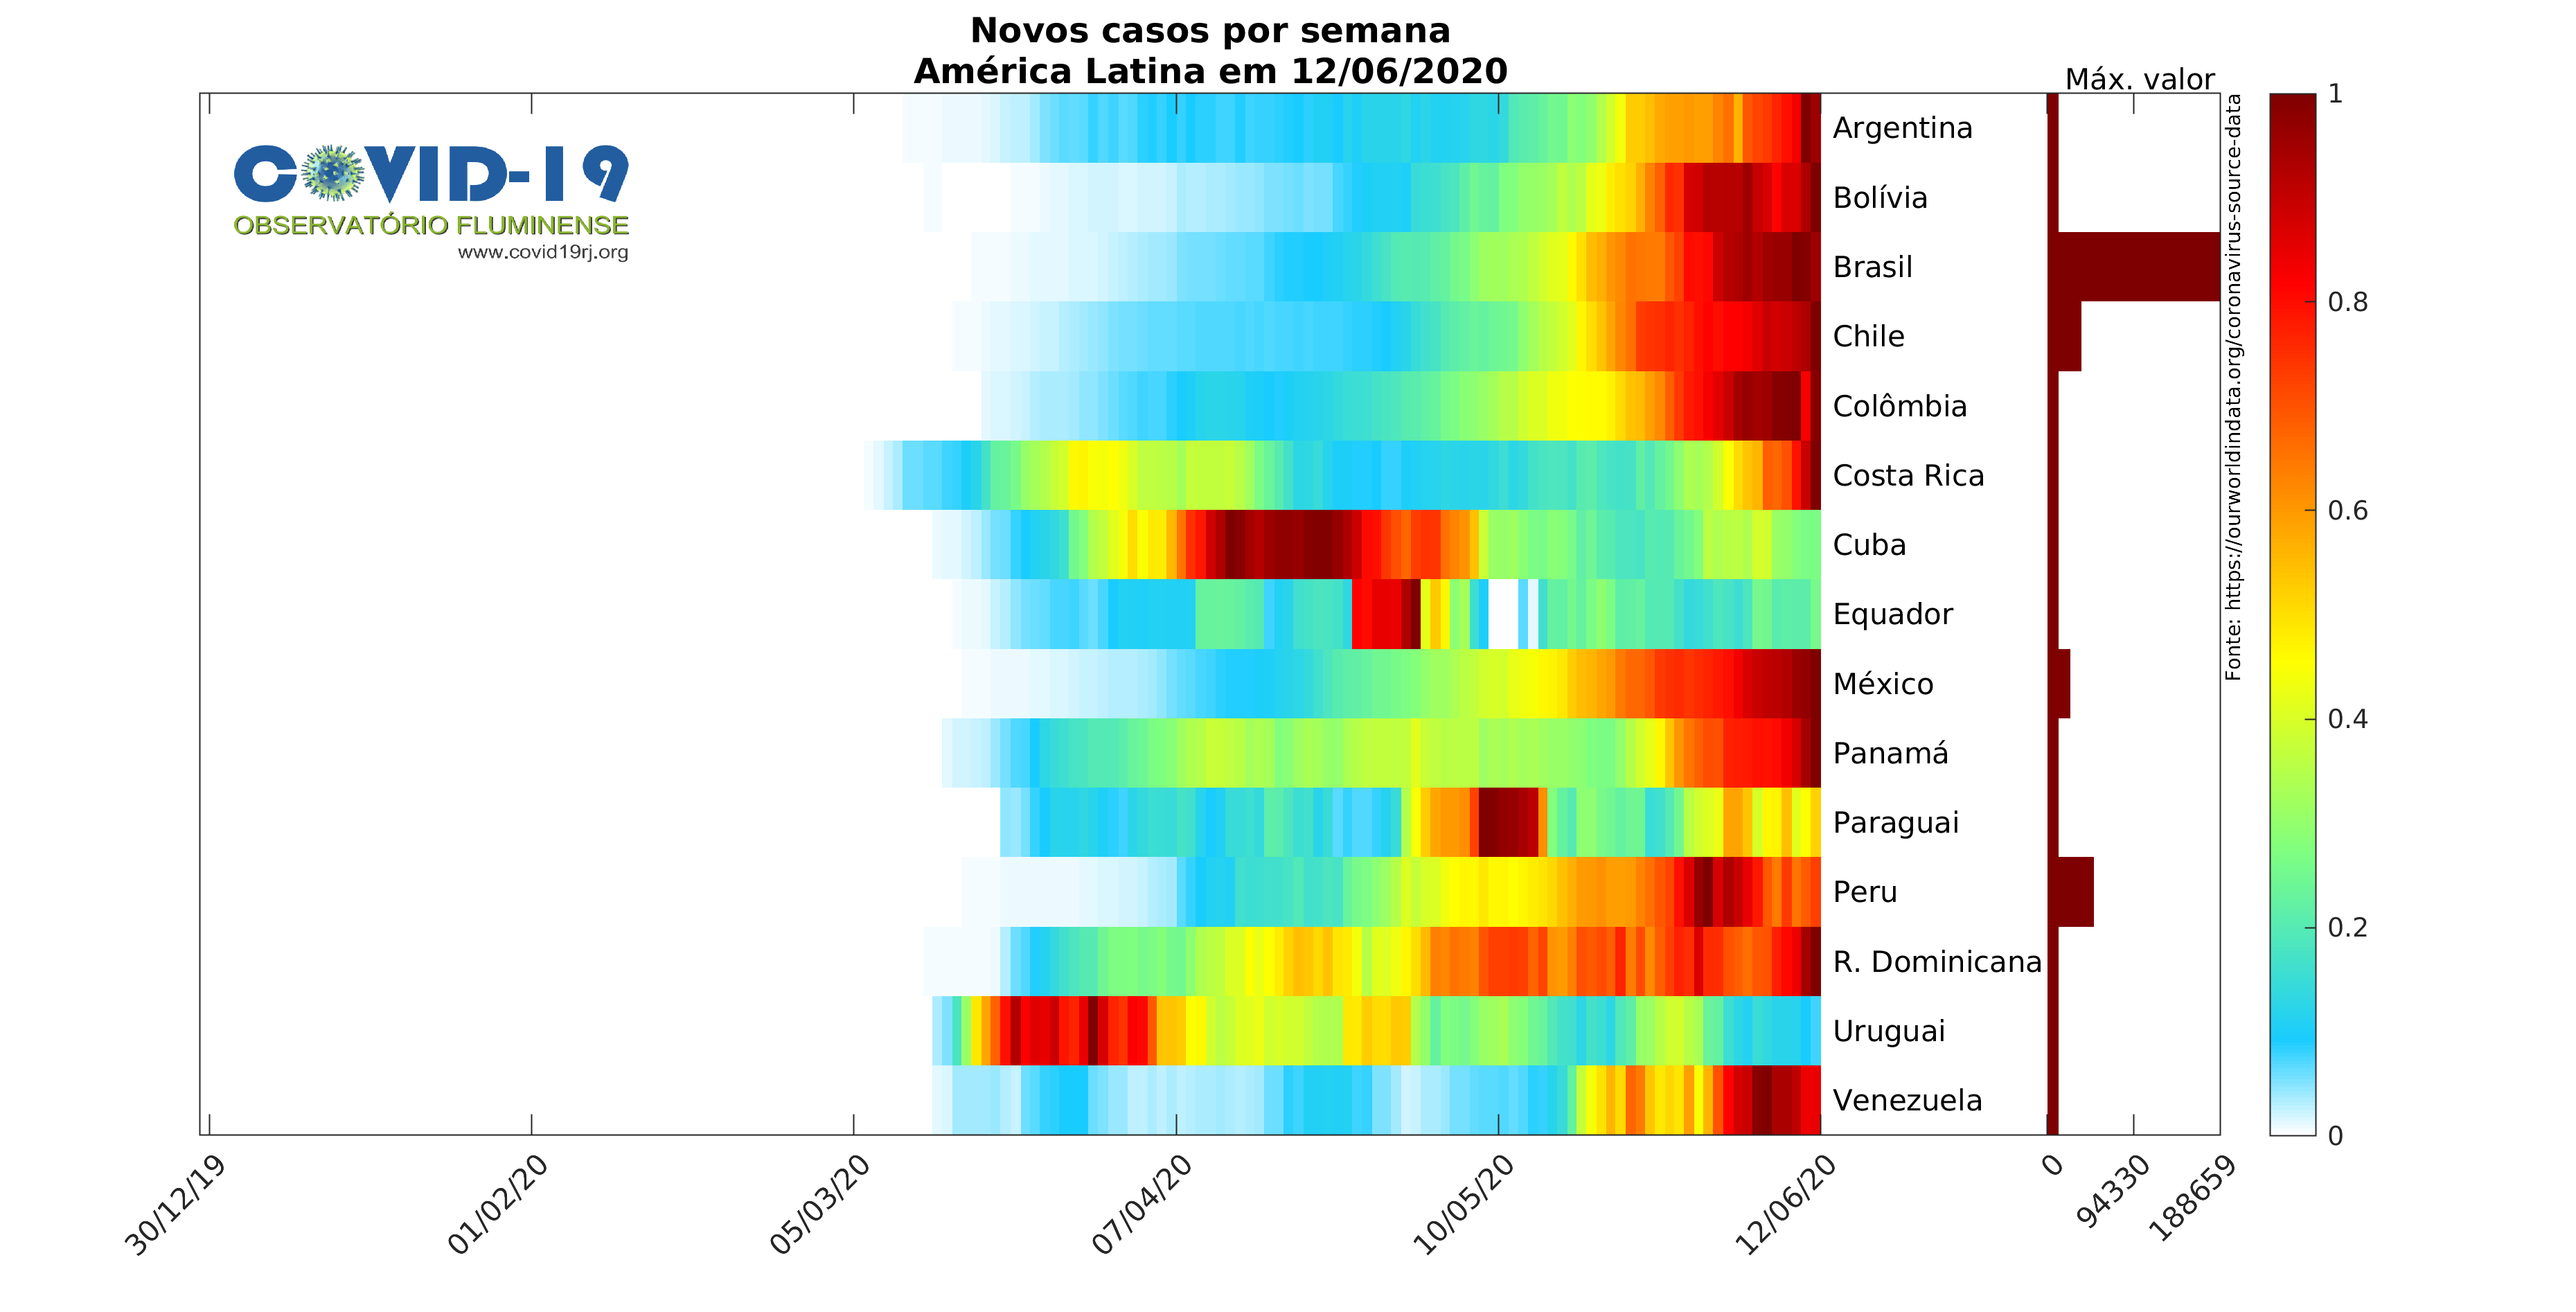 Novos casos por semana
América Latina em 12/06/2020
Máx. valor
COVID-19
OBSERVATÓRIO FLUMINENSE
www.covid19rj.org
Argentina
Bolívia
Brasil
Chile
Colômbia
Costa Rica
Cuba
Equador
México
Panamá
Paraguai
Peru
R. Dominicana
Uruguai
Venezuela
Fonte: https://ourworldindata.org/coronavirus-source-data
1
0.8
0.6
0.4
0.2
0
30/12/19
01/02/20
05/03/20
07/04/20
10/05/20
12/06/20
0
94330
188659